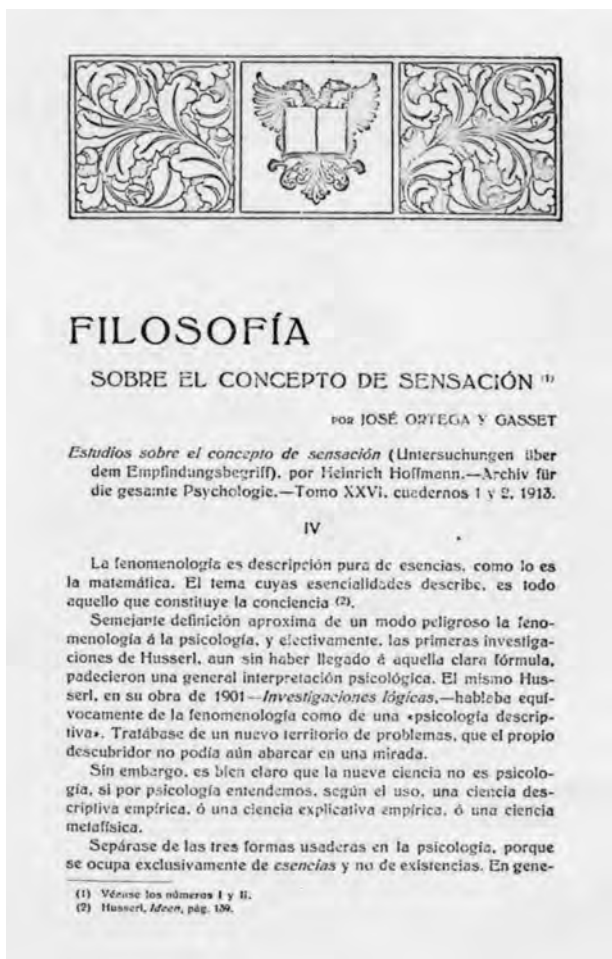 FILOSOFÍA
SOBRE EL CONCEPTO DE SENSACIÓN (1)
POR JOSÉ ORTEGA Y GASSET
Estudios sobre el concepto de sensación (Untersuchungen über
dem Empfindungsbegriff), por Heinrich Hoffmann.—Archiv für
die gesamte Psychologie.—Tomo XXVI, cuadernos 1 y 2, 1913.
IV
La fenomenología es descripción pura de esencias, como lo es
la matemática. El tema cuyas esencialidades describe, es todo
aquello que constituye la conciencia (2).
Semejante definición aproxima de un modo peligroso la feno-
menología á la psicología, y efectivamente, las primeras investiga-
ciones de Husserl, aun sin haber llegado á aquella clara fórmula,
padecieron una general interpretación psicológica. El mismo Hus-
serl, en su obra de 1901—Investigaciones lógicas,—hablaba equí-
vocamente de la fenomenología como de una «psicología descrip-
tiva». Tratábase de un nuevo territorio de problemas, que el propio
descubridor no podía aún abarcar en una mirada.
Sin embargo, es bien claro que la nueva ciencia no es psicolo-
gía, si por psicología entendemos, según el uso, una ciencia des-
criptiva empírica, ó una ciencia explicativa empírica, ó una ciencia
metafísica.
Sepárase de las tres formas usaderas en la psicología, porque
se ocupa exclusivamente de esencias y no de existencias. En gene-
(1) Véanse los números I y II.
(2) Husserl, Ideen, pág. 139.